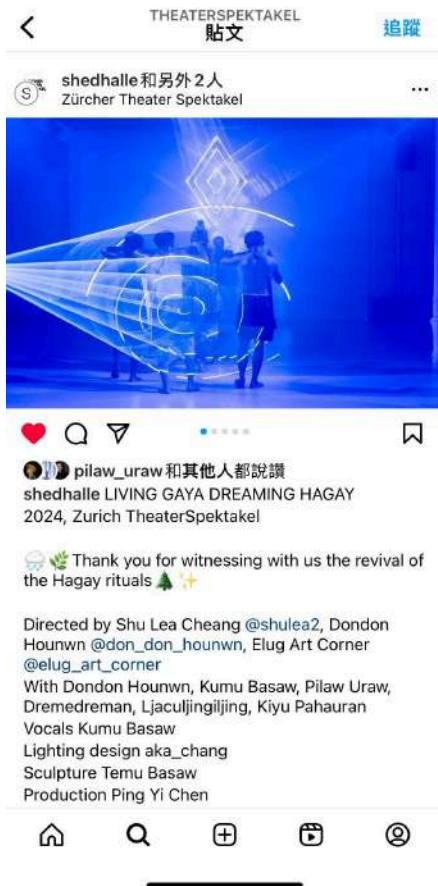 THEATERSPEKTAKEL
貼文
追蹤
shedhalle和另外2人
Zürcher Theater Spektakel
pilaw_uraw和其他人都說讚
shedhalle LIVING GAYA DREAMING HAGAY
2024, Zurich TheaterSpektakel
🌧️🌿 Thank you for witnessing with us the revival of
the Hagay rituals 🌲✨
Directed by Shu Lea Cheang @shulea2, Dondon
Hounwn @don_don_hounwn, Elug Art Corner
@elug_art_corner
With Dondon Hounwn, Kumu Basaw, Pilaw Uraw,
Dremedreman, Ljaculjingiljing, Kiyu Pahauran
Vocals Kumu Basaw
Lighting design aka_chang
Sculpture Temu Basaw
Production Ping Yi Chen